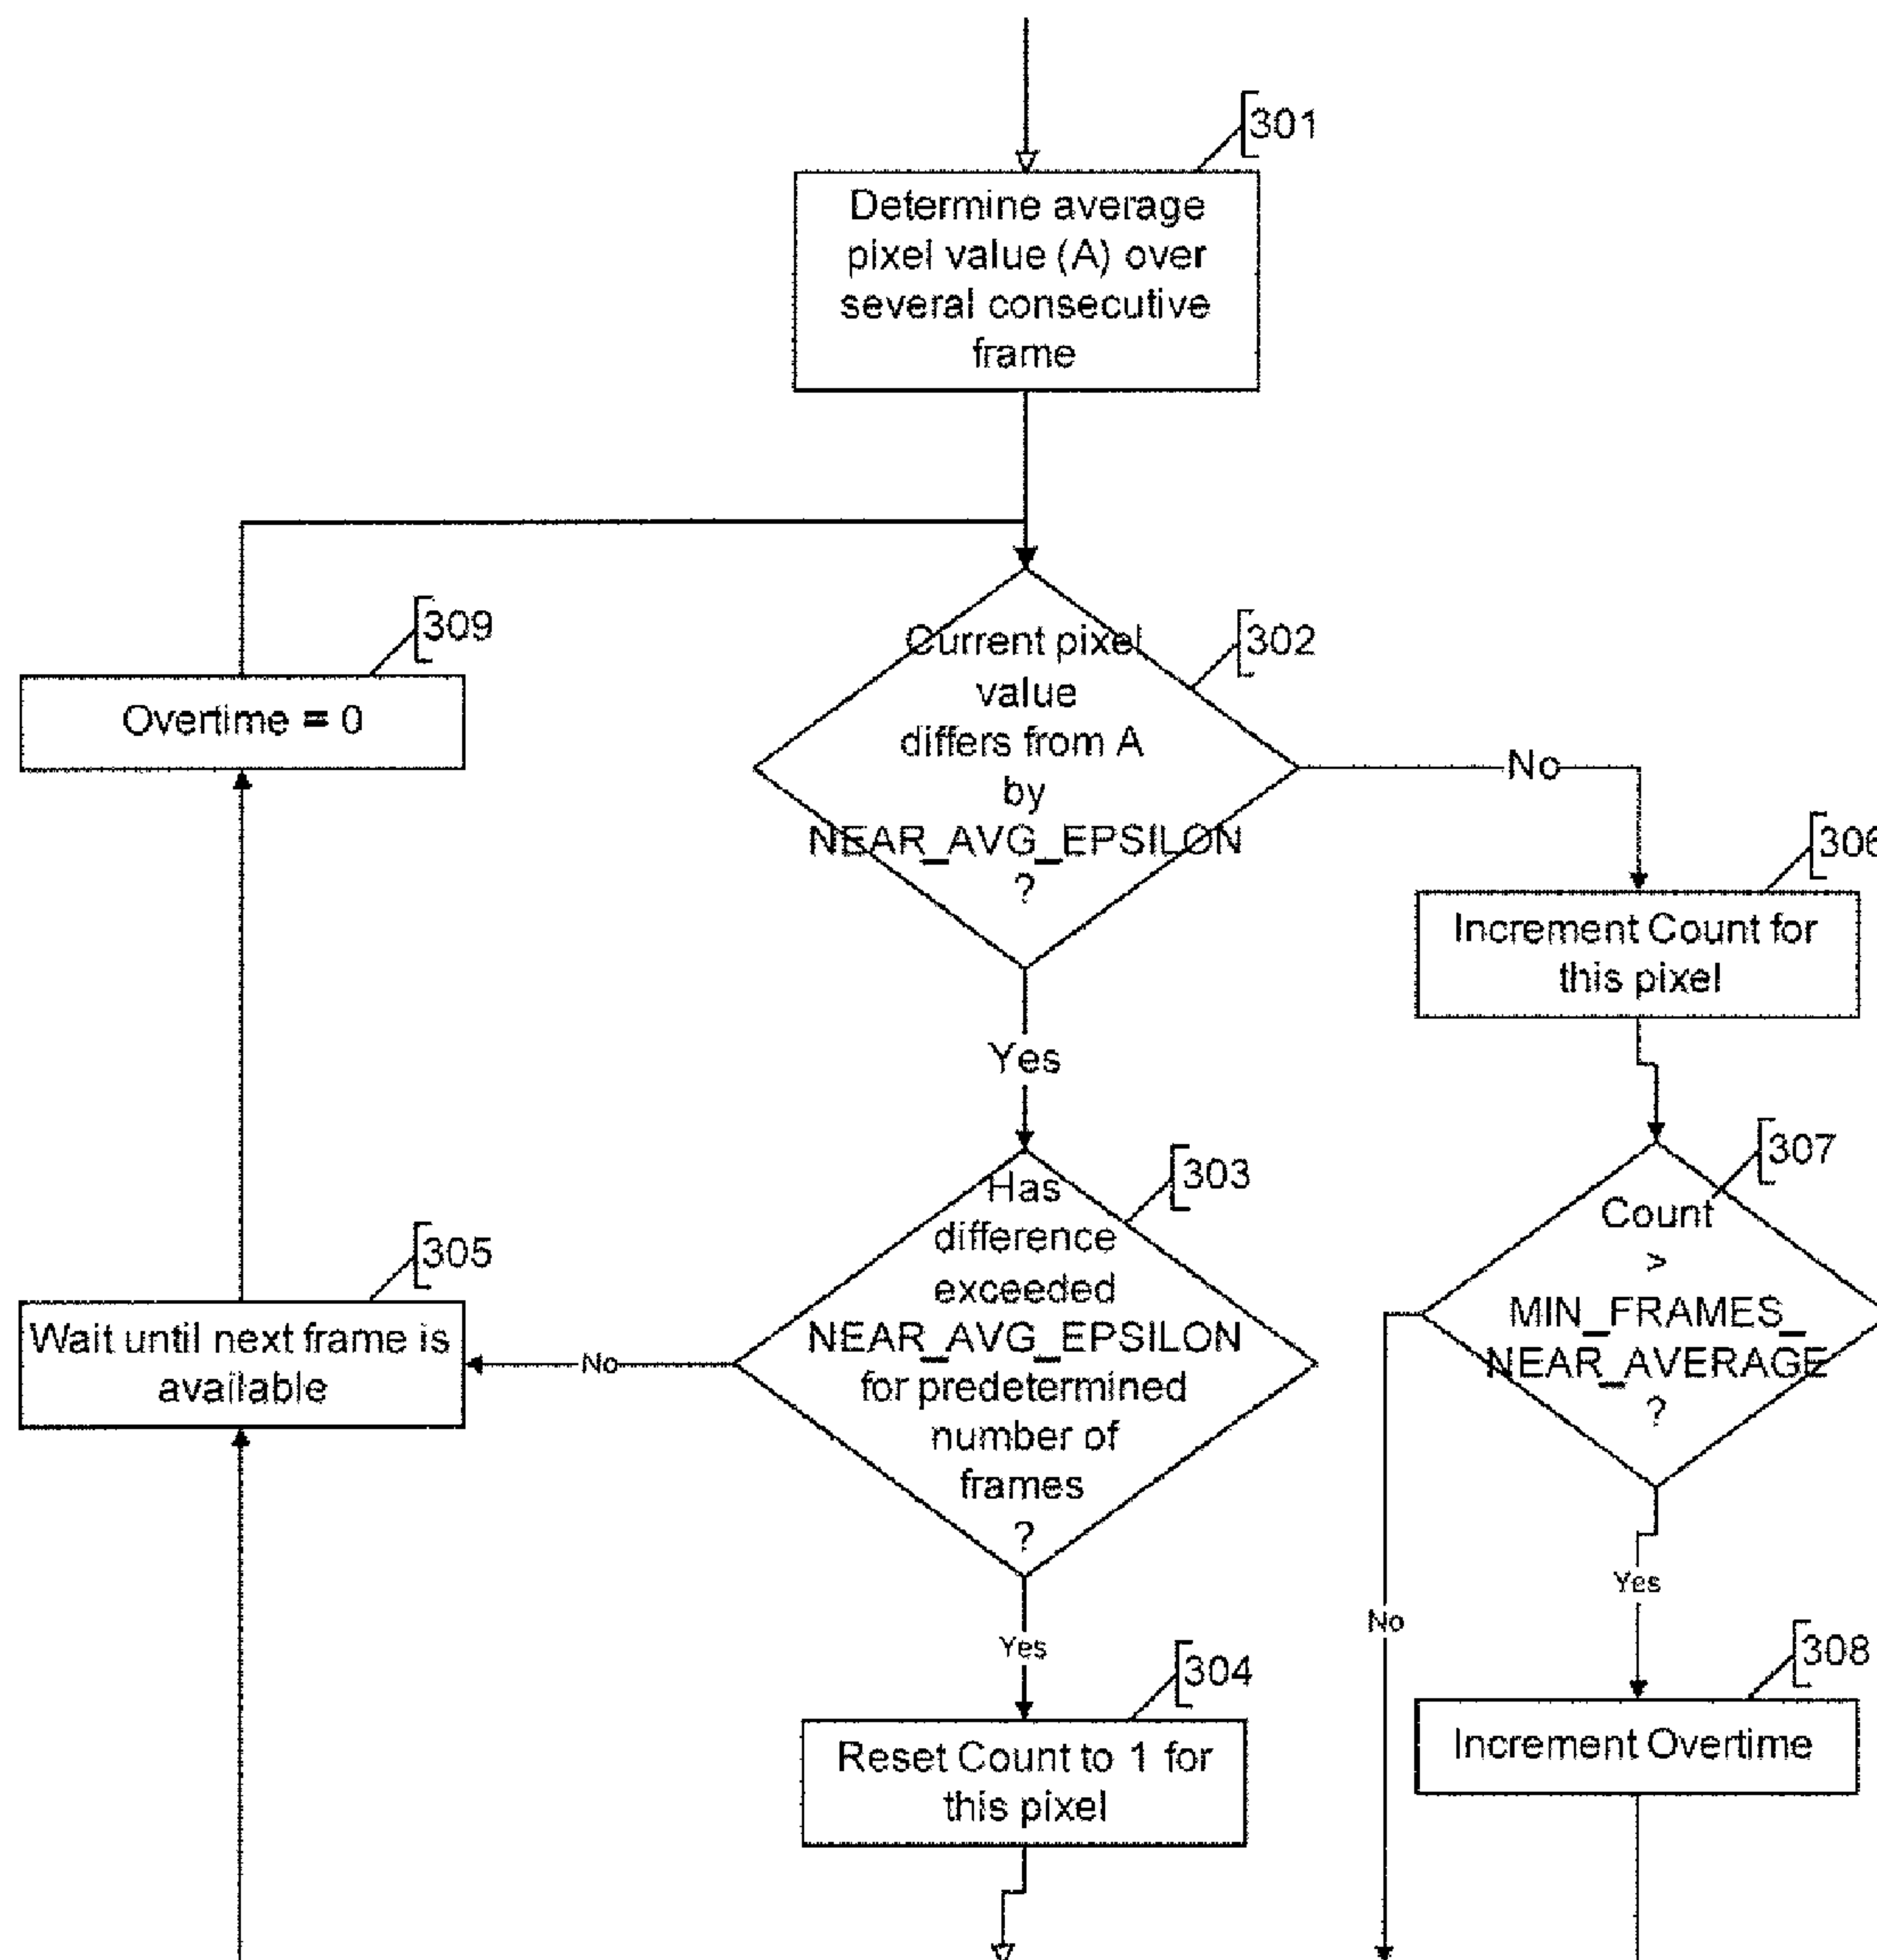 301
Determine average
pixel value (A) over
several consecutive
frame
309
Overtime = 0
302
Current pixel
value
differs from A
by
NEAR_AVG_EPSILON
?
No
306
Increment Count for
this pixel
Yes
307
Count
>
MIN_FRAMES_
NEAR_AVERAGE
?
303
Has
difference
exceeded
NEAR_AVG_EPSILON
for predetermined
number of
frames
?
305
Wait until next frame is
available
No
Yes
304
Reset Count to 1 for
this pixel
No
Yes
308
Increment Overtime